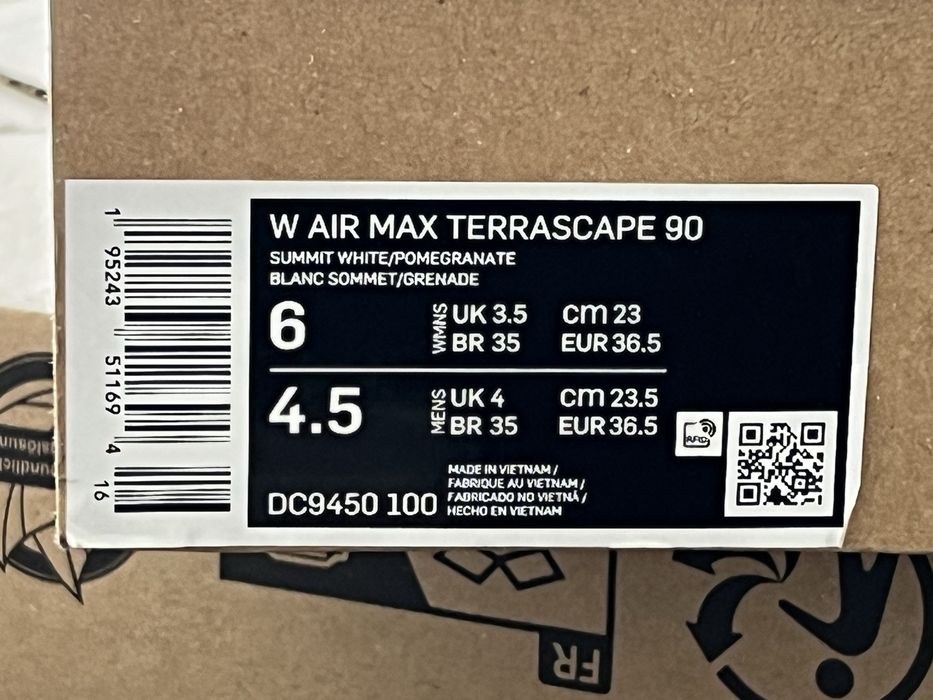 W AIR MAX TERRASCAPE 90
SUMMIT WHITE/POMEGRANATE
BLANC SOMMET/GRENADE
6
WMNS
UK 3.5 CM 23
BR 35 EUR 36.5
4.5
MENS
UK 4 CM 23.5
BR 35 EUR 36.5
RFID
DC9450 100
MADE IN VIETNAM /
FABRIQUE AU VIETNAM /
FABRICADO NO VIETNÃ /
HECHO EN VIETNAM
1 95243 51169 4
16
FR